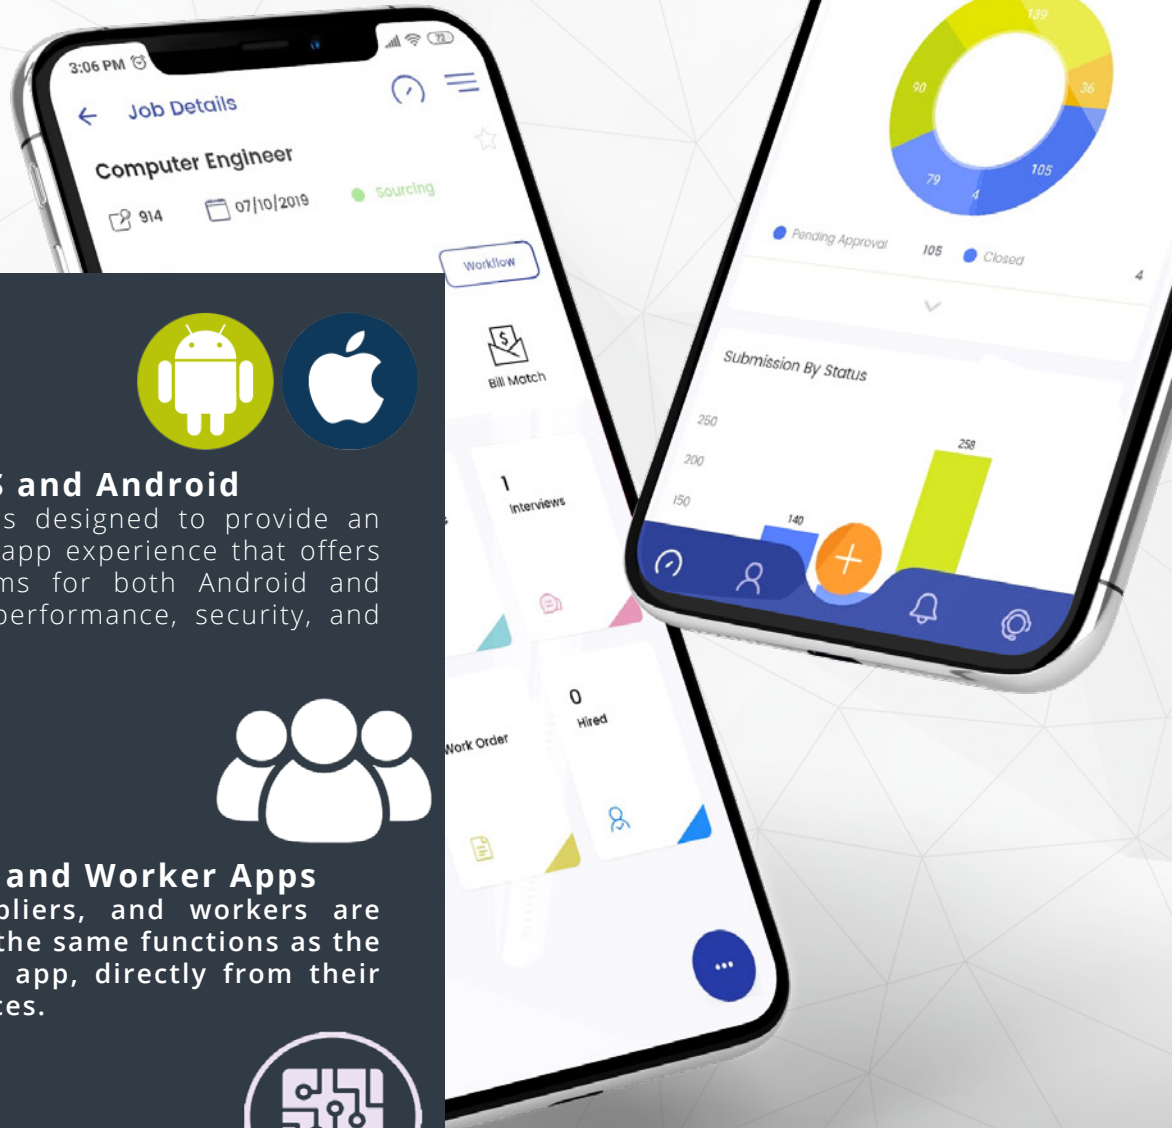 3:06 PM
72
Job Details
Computer Engineer
914
07/10/2019
Sourcing
Workflow
Bill Match
1
Interviews
Work Order
0
Hired
139
90
36
105
79
4
Pending Approval 105 Closed 4
Submission By Status
250
200
150
140
258
S and Android
s designed to provide an
app experience that offers
ms for both Android and
performance, security, and
and Worker Apps
pliers, and workers are
the same functions as the
app, directly from their
ces.